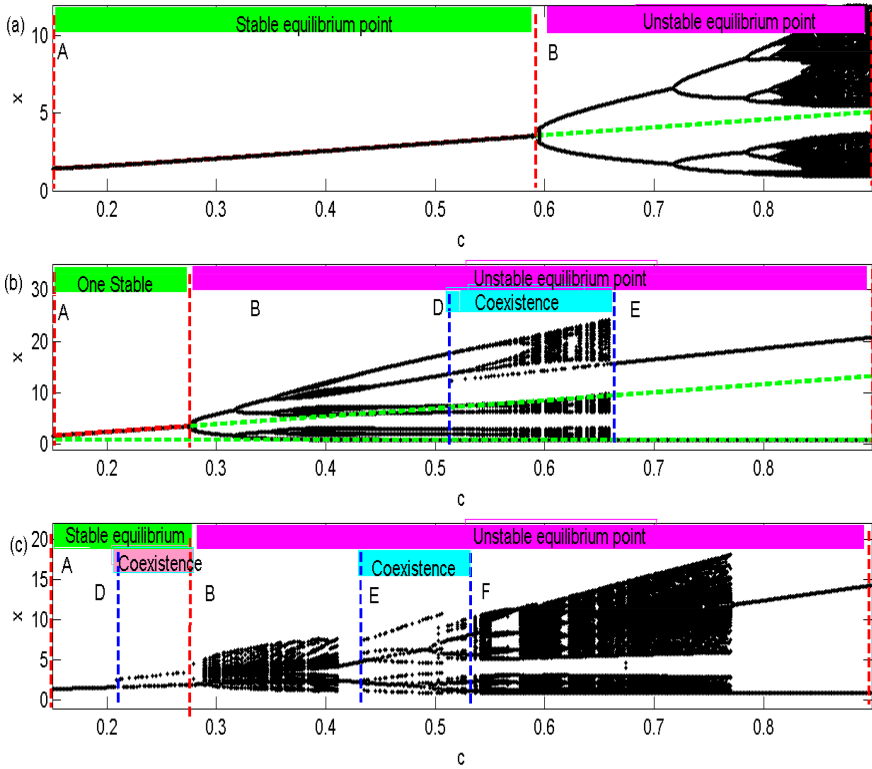 (a)
Stable equilibrium point
Unstable equilibrium point
A
B
10
5
0
x
0.2 0.3 0.4 0.5 0.6 0.7 0.8
c
(b)
One Stable
Unstable equilibrium point
A
B
D
Coexistence
E
30
20
10
0
x
0.2 0.3 0.4 0.5 0.6 0.7 0.8
c
(c)
Stable equilibrium
Unstable equilibrium point
A
Coexistence
Coexistence
D
B
E
F
20
15
10
5
0
x
0.2 0.3 0.4 0.5 0.6 0.7 0.8
c